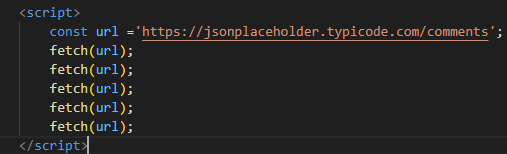 <script>
const url ='https://jsonplaceholder.typicode.com/comments';
fetch(url);
fetch(url);
fetch(url);
fetch(url);
fetch(url);
</script>